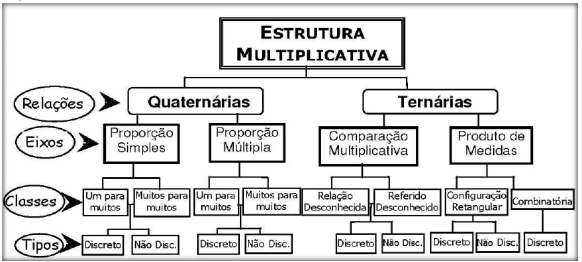 ESTRUTURA
MULTIPLICATIVA
Relações
Quaternárias
Ternárias
Eixos
Proporção
Simples
Proporção
Múltipla
Comparação
Multiplicativa
Produto de
Medidas
Classes
Um para
muitos
Muitos para
muitos
Um para
muitos
Muitos para
muitos
Relação
Desconhecida
Referido
Desconhecido
Configuração
Retangular
Combinatória
Tipos
Discreto
Não Disc.
Discreto
Não Disc.
Discreto
Não Disc.
Discreto
Não Disc.
Discreto